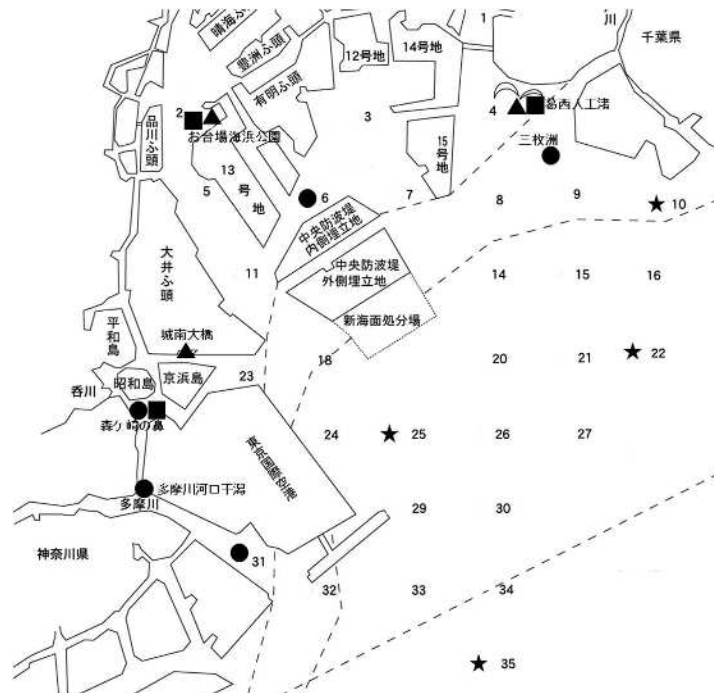 晴海ふ
豊洲ふ頭
有明ふ頭
12号地
14号地
1
川
千葉県
品川ふ頭
2
お台場海浜公園
3
4
葛西人工渚
三枚洲
15号地
13号地
5
6
7
8
9
10
中央防波堤
内側埋立地
大井ふ頭
11
中央防波堤
外側埋立地
14
15
16
新海面処分場
平和島
城南大橋
18
20
21
22
呑川
昭和島
京浜島
23
森ケ崎の鼻
24
25
26
27
東京国際空港
多摩川河口干潟
多摩川
29
30
神奈川県
31
32
33
34
35